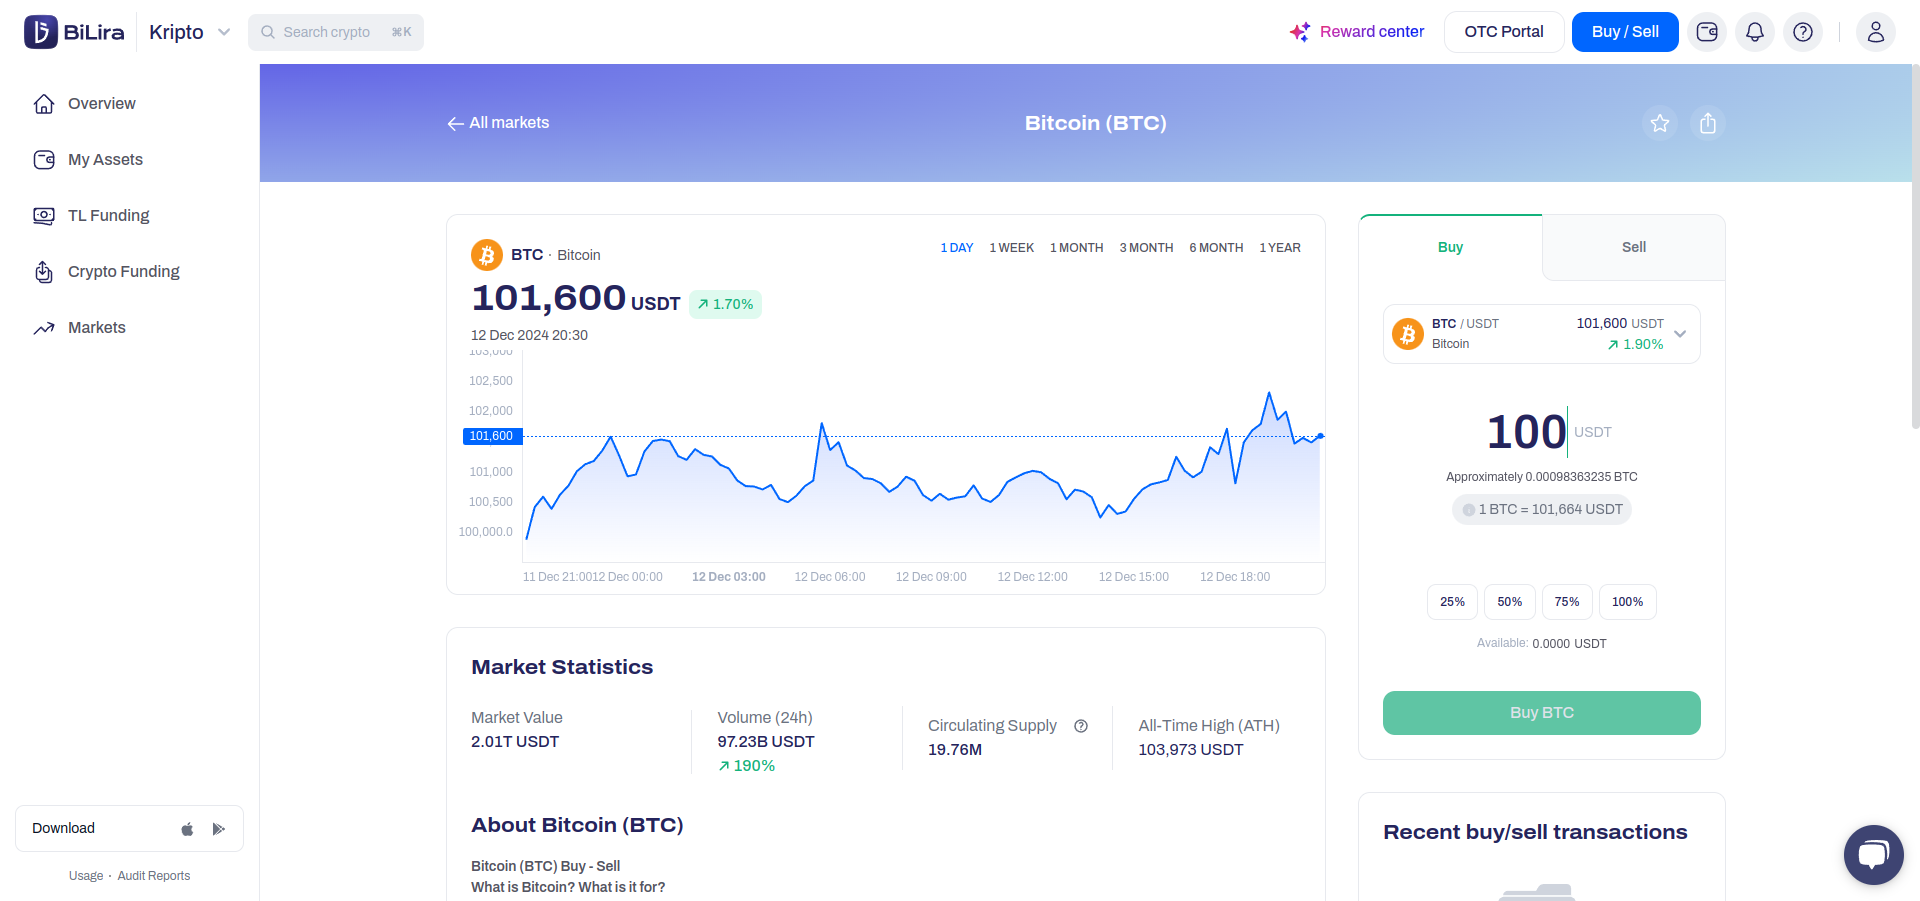 BiLira
Kripto
Search crypto ⌘K
Reward center
OTC Portal
Buy / Sell
Overview
My Assets
TL Funding
Crypto Funding
Markets
Download
Usage · Audit Reports
All markets
Bitcoin (BTC)
BTC · Bitcoin
1 DAY 1 WEEK 1 MONTH 3 MONTH 6 MONTH 1 YEAR
101,600 USDT 1.70%
12 Dec 2024 20:30
103,000
102,500
102,000
101,600
101,000
100,500
100,000.0
11 Dec 21:00 12 Dec 00:00 12 Dec 03:00 12 Dec 06:00 12 Dec 09:00 12 Dec 12:00 12 Dec 15:00 12 Dec 18:00
Market Statistics
Market Value
2.01T USDT
Volume (24h)
97.23B USDT
190%
Circulating Supply
19.76M
All-Time High (ATH)
103,973 USDT
About Bitcoin (BTC)
Bitcoin (BTC) Buy - Sell
What is Bitcoin? What is it for?
Buy
Sell
BTC / USDT 101,600 USDT
Bitcoin 1.90%
100 USDT
Approximately 0.00098363235 BTC
1 BTC = 101,664 USDT
25% 50% 75% 100%
Available: 0.0000 USDT
Buy BTC
Recent buy/sell transactions